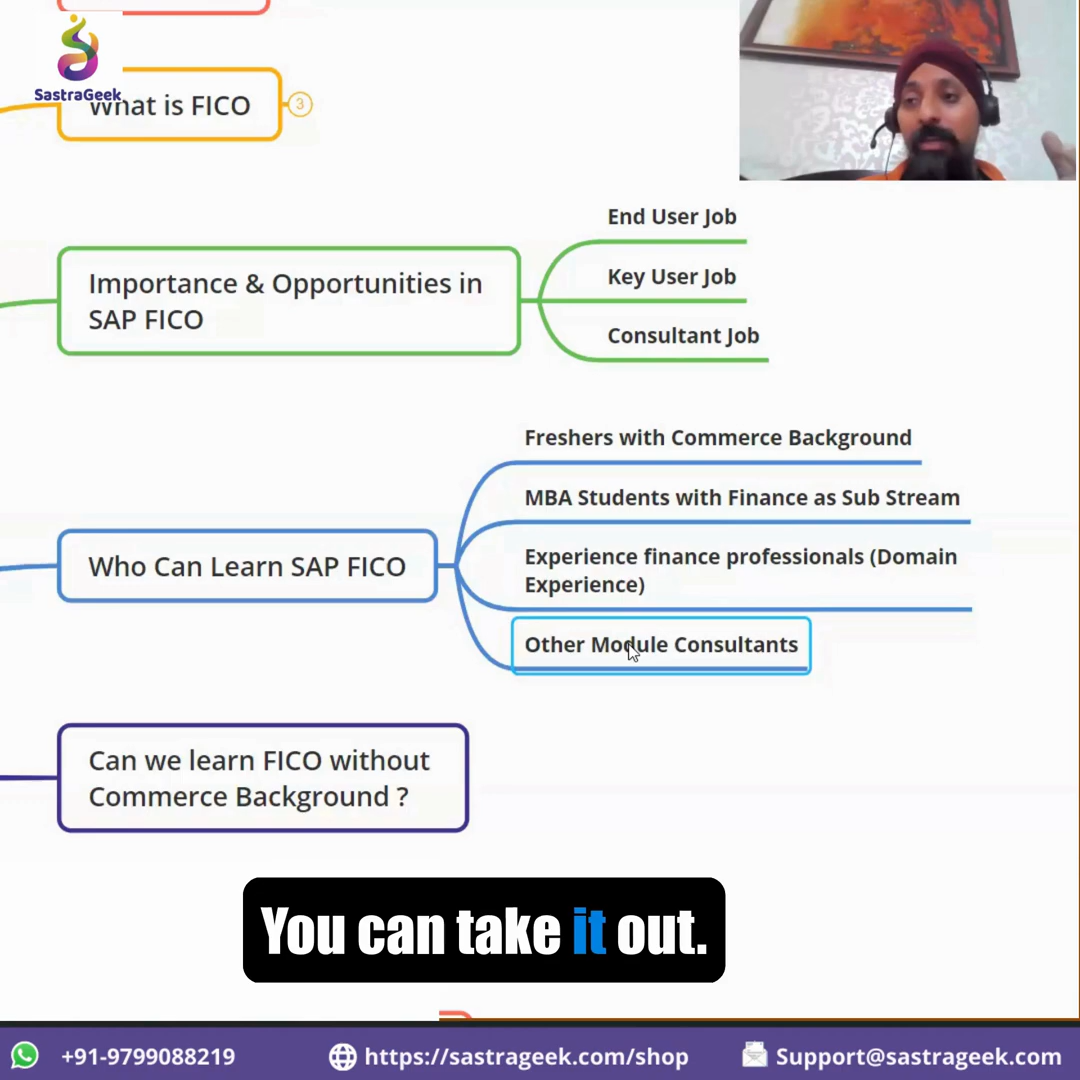 SastraGeek
What is FICO
3
Importance & Opportunities in
SAP FICO
End User Job
Key User Job
Consultant Job
Who Can Learn SAP FICO
Freshers with Commerce Background
MBA Students with Finance as Sub Stream
Experience finance professionals (Domain
Experience)
Other Module Consultants
Can we learn FICO without
Commerce Background ?
You can take it out.
+91-9799088219
https://sastrageek.com/shop
Support@sastrageek.com